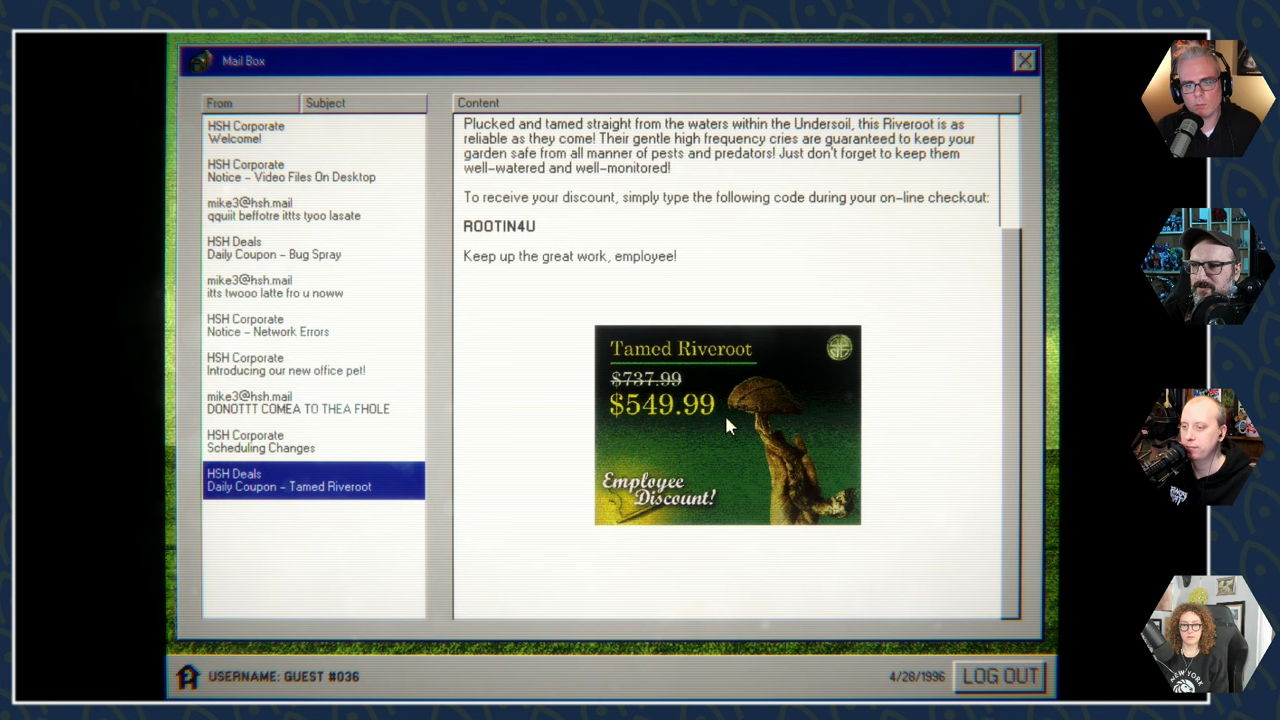 Mail Box
From Subject Content
HSH Corporate
Welcome!
HSH Corporate
Notice - Video Files On Desktop
mike3@hsh.mail
qquiit beffotre ittts tyoo lasate
HSH Deals
Daily Coupon - Bug Spray
mike3@hsh.mail
itts twooo latte fro u noww
HSH Corporate
Notice - Network Errors
HSH Corporate
Introducing our new office pet!
mike3@hsh.mail
DONOTTT COMEA TO THEA FHOLE
HSH Corporate
Scheduling Changes
HSH Deals
Daily Coupon - Tamed Riveroot
Plucked and tamed straight from the waters within the Undersoil, this Riveroot is as
reliable as they come! Their gentle high frequency cries are guaranteed to keep your
garden safe from all manner of pests and predators! Just don't forget to keep them
well-watered and well-monitored!
To receive your discount, simply type the following code during your on-line checkout:
ROOTIN4U
Keep up the great work, employee!
Tamed Riveroot
$737.99
$549.99
Employee
Discount!
USERNAME: GUEST #036
4/28/1996
LOG OUT
NEW YORK